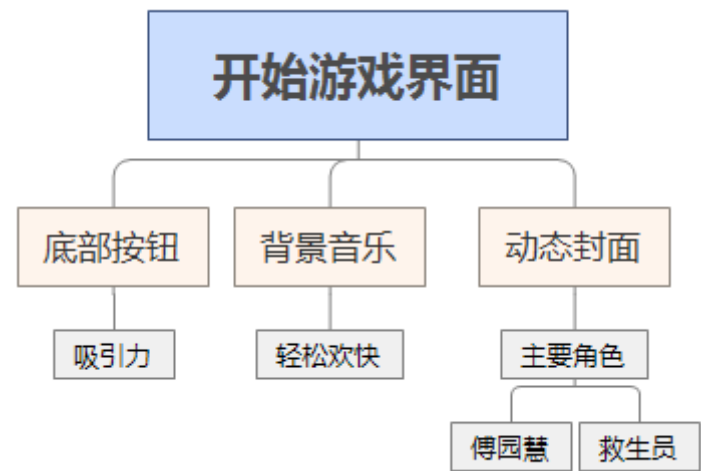 开始游戏界面
底部按钮
背景音乐
动态封面
吸引力
轻松欢快
主要角色
傅园慧
救生员